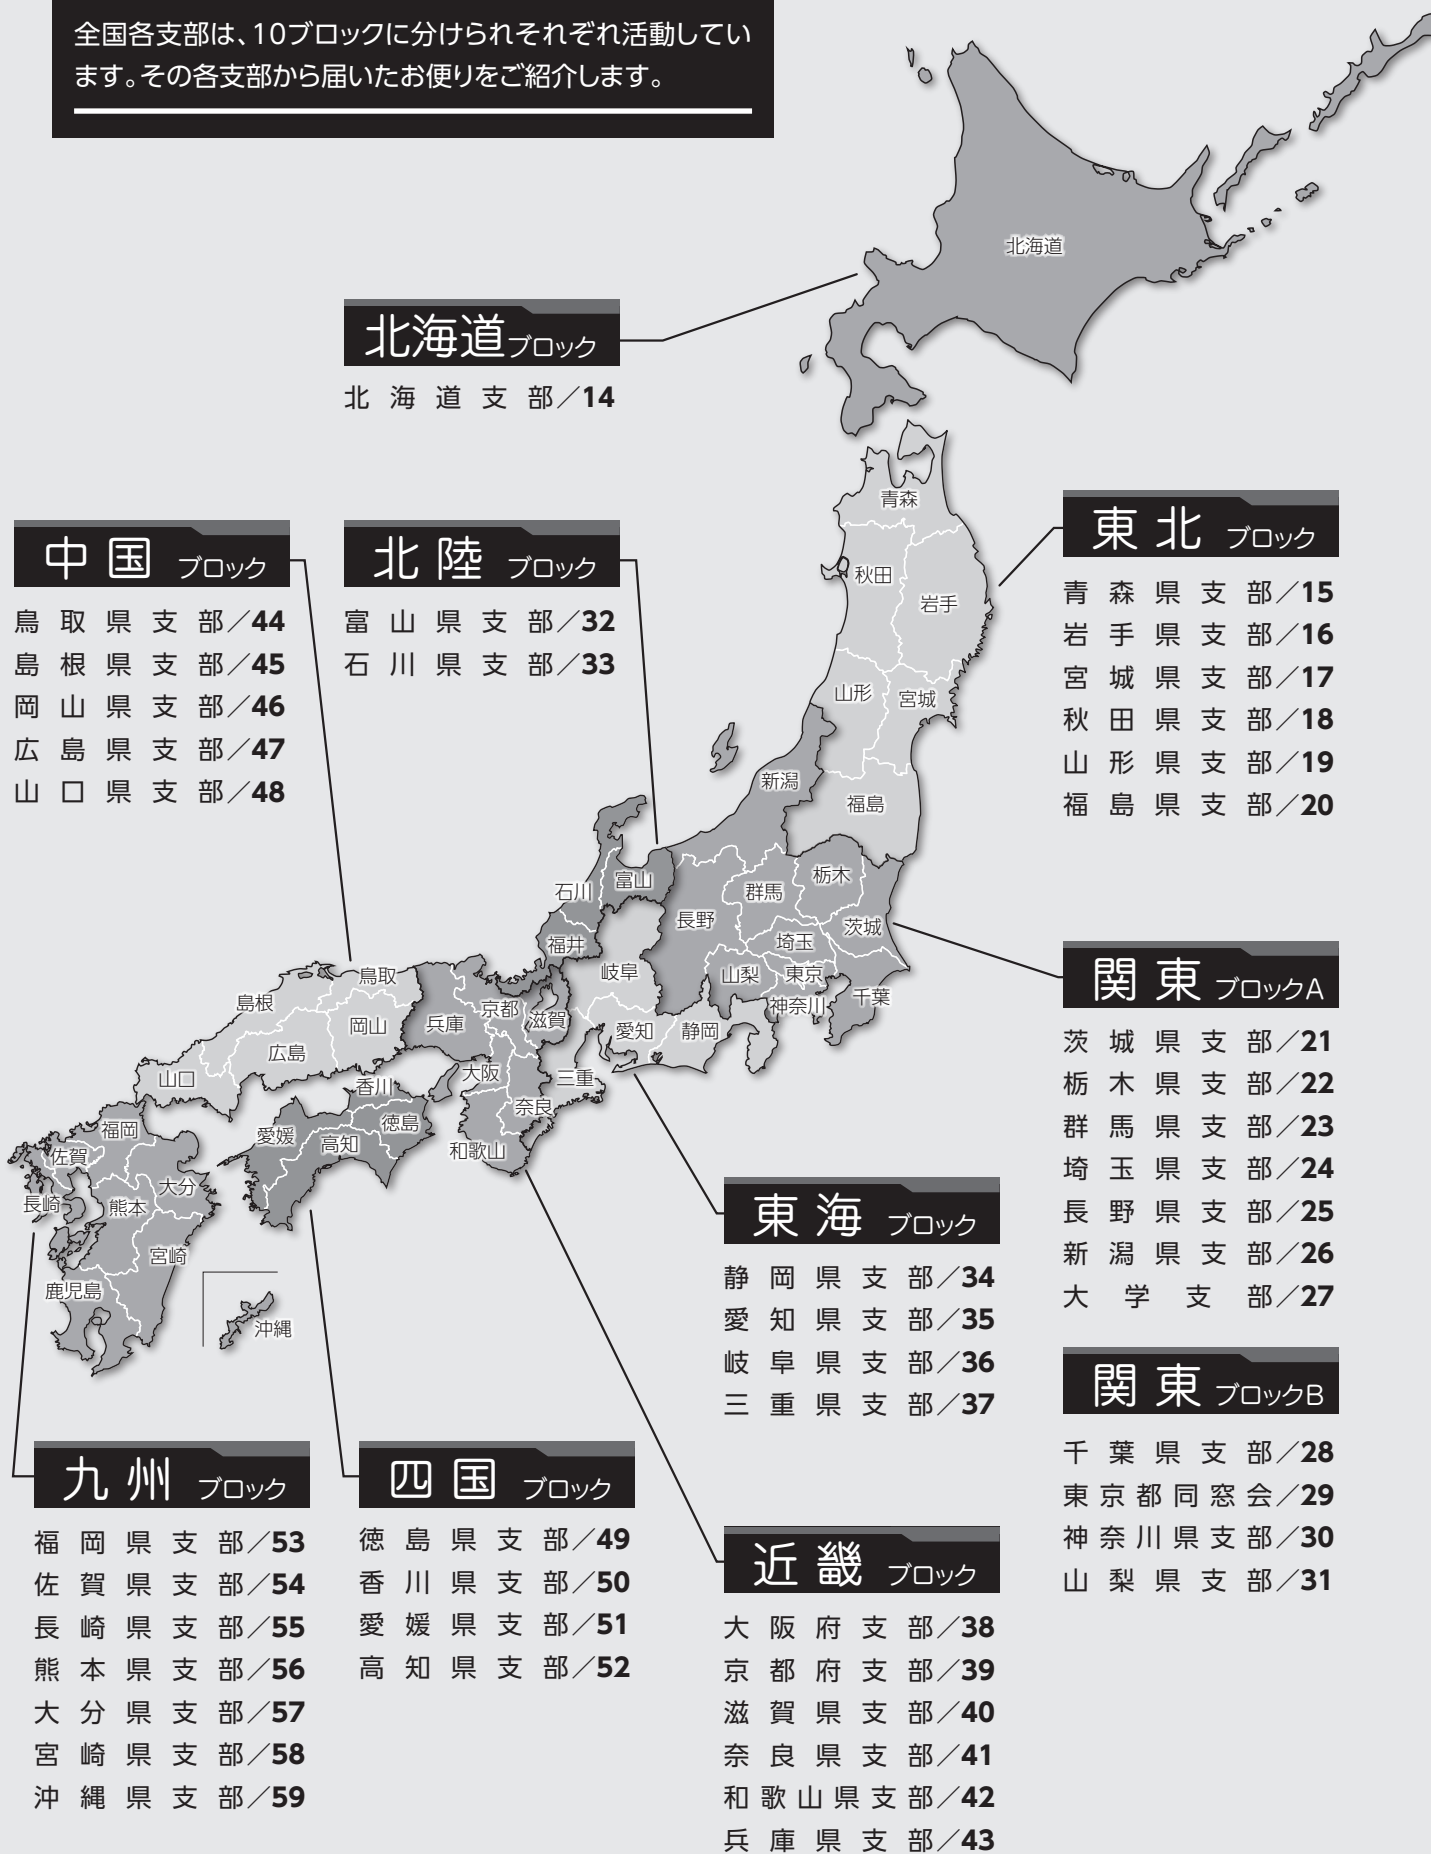 全国各支部は、10ブロックに分けられそれぞれ活動してい
ます。その各支部から届いたお便りをご紹介します。
北海道ブロック
北海道支部／14
東北ブロック
青森県支部／15
岩手県支部／16
宮城県支部／17
秋田県支部／18
山形県支部／19
福島県支部／20
関東ブロックA
茨城県支部／21
栃木県支部／22
群馬県支部／23
埼玉県支部／24
長野県支部／25
新潟県支部／26
大学支部／27
関東ブロックB
千葉県支部／28
東京都同窓会／29
神奈川県支部／30
山梨県支部／31
北陸ブロック
富山県支部／32
石川県支部／33
東海ブロック
静岡県支部／34
愛知県支部／35
岐阜県支部／36
三重県支部／37
近畿ブロック
大阪府支部／38
京都府支部／39
滋賀県支部／40
奈良県支部／41
和歌山県支部／42
兵庫県支部／43
中国ブロック
鳥取県支部／44
島根県支部／45
岡山県支部／46
広島県支部／47
山口県支部／48
四国ブロック
徳島県支部／49
香川県支部／50
愛媛県支部／51
高知県支部／52
九州ブロック
福岡県支部／53
佐賀県支部／54
長崎県支部／55
熊本県支部／56
大分県支部／57
宮崎県支部／58
沖縄県支部／59
北海道
青森
秋田
岩手
山形
宮城
新潟
福島
栃木
群馬
富山
石川
長野
茨城
埼玉
福井
岐阜
山梨
東京
千葉
神奈川
鳥取
島根
京都
滋賀
兵庫
岡山
愛知
静岡
広島
大阪
三重
山口
香川
奈良
徳島
福岡
愛媛
高知
和歌山
佐賀
大分
長崎
熊本
宮崎
鹿児島
沖縄